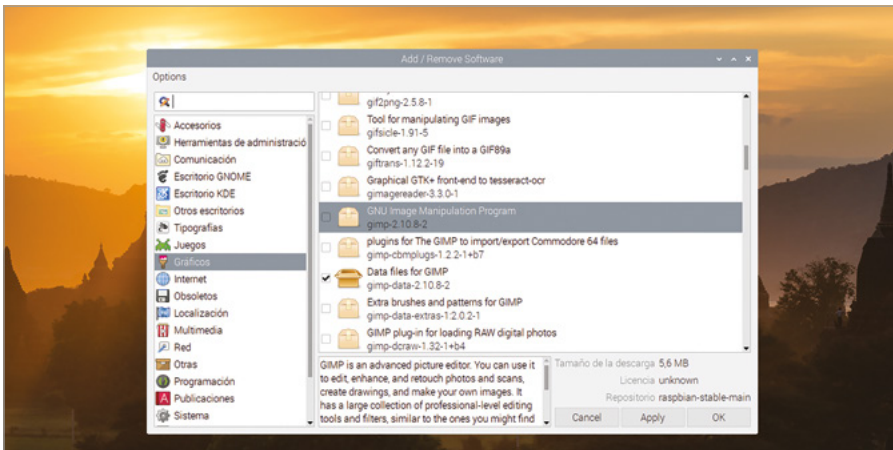 Add / Remove Software
Options
Accesorios
Herramientas de administració
Comunicación
Escritorio GNOME
Escritorio KDE
Otros escritorios
Tipografias
Juegos
Gráficos
Internet
Obsoletos
Localización
Multimedia
Red
Otras
Programación
Publicaciones
Sistema
gif2png-2.5.8-1
Tool for manipulating GIF images
gifsicle-1.91-5
Convert any GIF file into a GIF89a
giftrans-1.12.2-19
Graphical GTK+ front-end to tesseract-ocr
gimagereader-3.3.0-1
GNU Image Manipulation Program
gimp-2.10.8-2
plugins for The GIMP to import/export Commodore 64 files
gimp-cbmplugs-1.2.2-1+b7
Data files for GIMP
gimp-data-2.10.8-2
Extra brushes and patterns for GIMP
gimp-data-extras-1:2.0.2-1
GIMP plug-in for loading RAW digital photos
gimp-dcraw-1.32-1+b4
GIMP is an advanced picture editor. You can use it
to edit, enhance, and retouch photos and scans,
create drawings, and make your own images. It
has a large collection of professional-level editing
tools and filters, similar to the ones you might find
Tamaño de la descarga 5,6 MB
Licencia unknown
Repositorio raspbian-stable-main
Cancel Apply OK